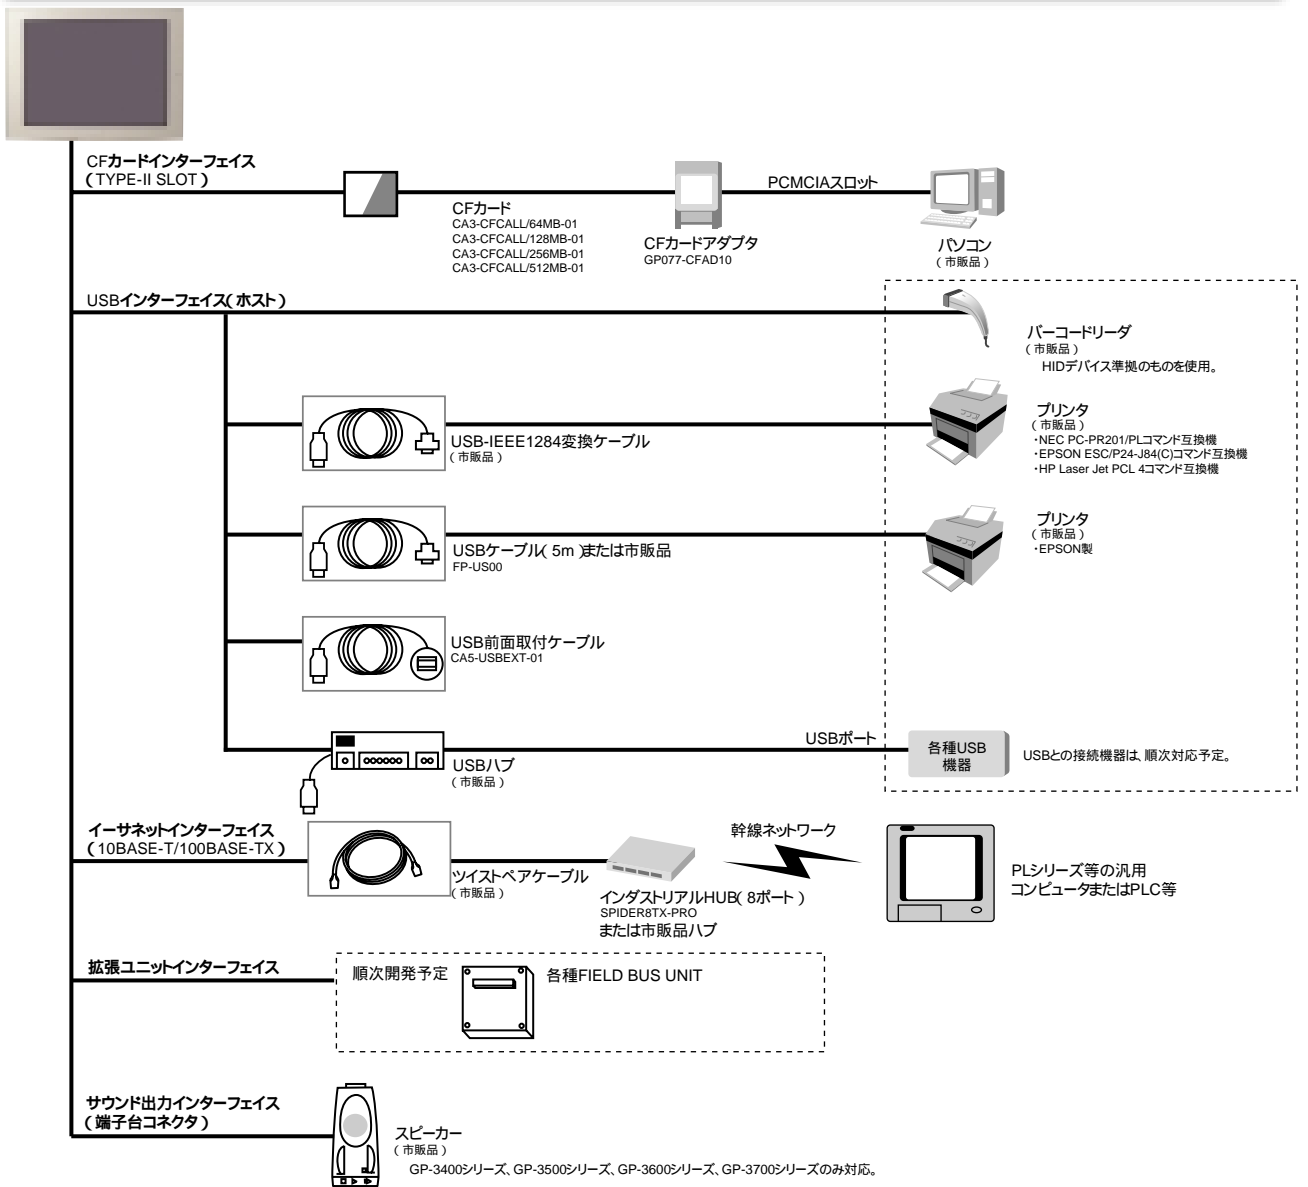 CFカードインターフェイス
(TYPE-II SLOT)
CFカード
CA3-CFCALL/64MB-01
CA3-CFCALL/128MB-01
CA3-CFCALL/256MB-01
CA3-CFCALL/512MB-01
CFカードアダプタ
GP077-CFAD10
PCMCIAスロット
パソコン
(市販品)
USBインターフェイス(ホスト)
バーコードリーダ
(市販品)
HIDデバイス準拠のものを使用。
USB-IEEE1284変換ケーブル
(市販品)
プリンタ
(市販品)
・NEC PC-PR201/PLコマンド互換機
・EPSON ESC/P24-J84(C)コマンド互換機
・HP Laser Jet PCL 4コマンド互換機
USBケーブル(5m)または市販品
FP-US00
プリンタ
(市販品)
・EPSON製
USB前面取付ケーブル
CA5-USBEXT-01
USBハブ
(市販品)
USBポート
各種USB
機器
USBとの接続機器は、順次対応予定。
イーサネットインターフェイス
(10BASE-T/100BASE-TX)
ツイストペアケーブル
(市販品)
インダストリアルHUB(8ポート)
SPIDER8TX-PRO
または市販品ハブ
幹線ネットワーク
PLシリーズ等の汎用
コンピュータまたはPLC等
拡張ユニットインターフェイス
順次開発予定
各種FIELD BUS UNIT
サウンド出力インターフェイス
(端子台コネクタ)
スピーカー
(市販品)
GP-3400シリーズ、GP-3500シリーズ、GP-3600シリーズ、GP-3700シリーズのみ対応。